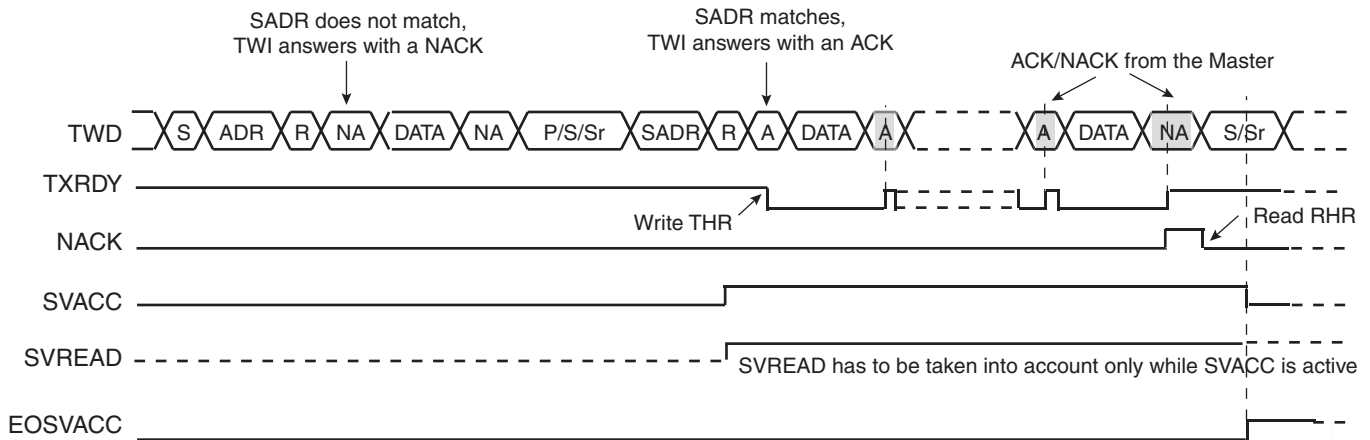 SADR does not match,
TWI answers with a NACK
SADR matches,
TWI answers with an ACK
ACK/NACK from the Master
TWD S ADR R NA DATA NA P/S/Sr SADR R A DATA A A DATA NA S/Sr
TXRDY
Write THR
Read RHR
NACK
SVACC
SVREAD
SVREAD has to be taken into account only while SVACC is active
EOSVACC